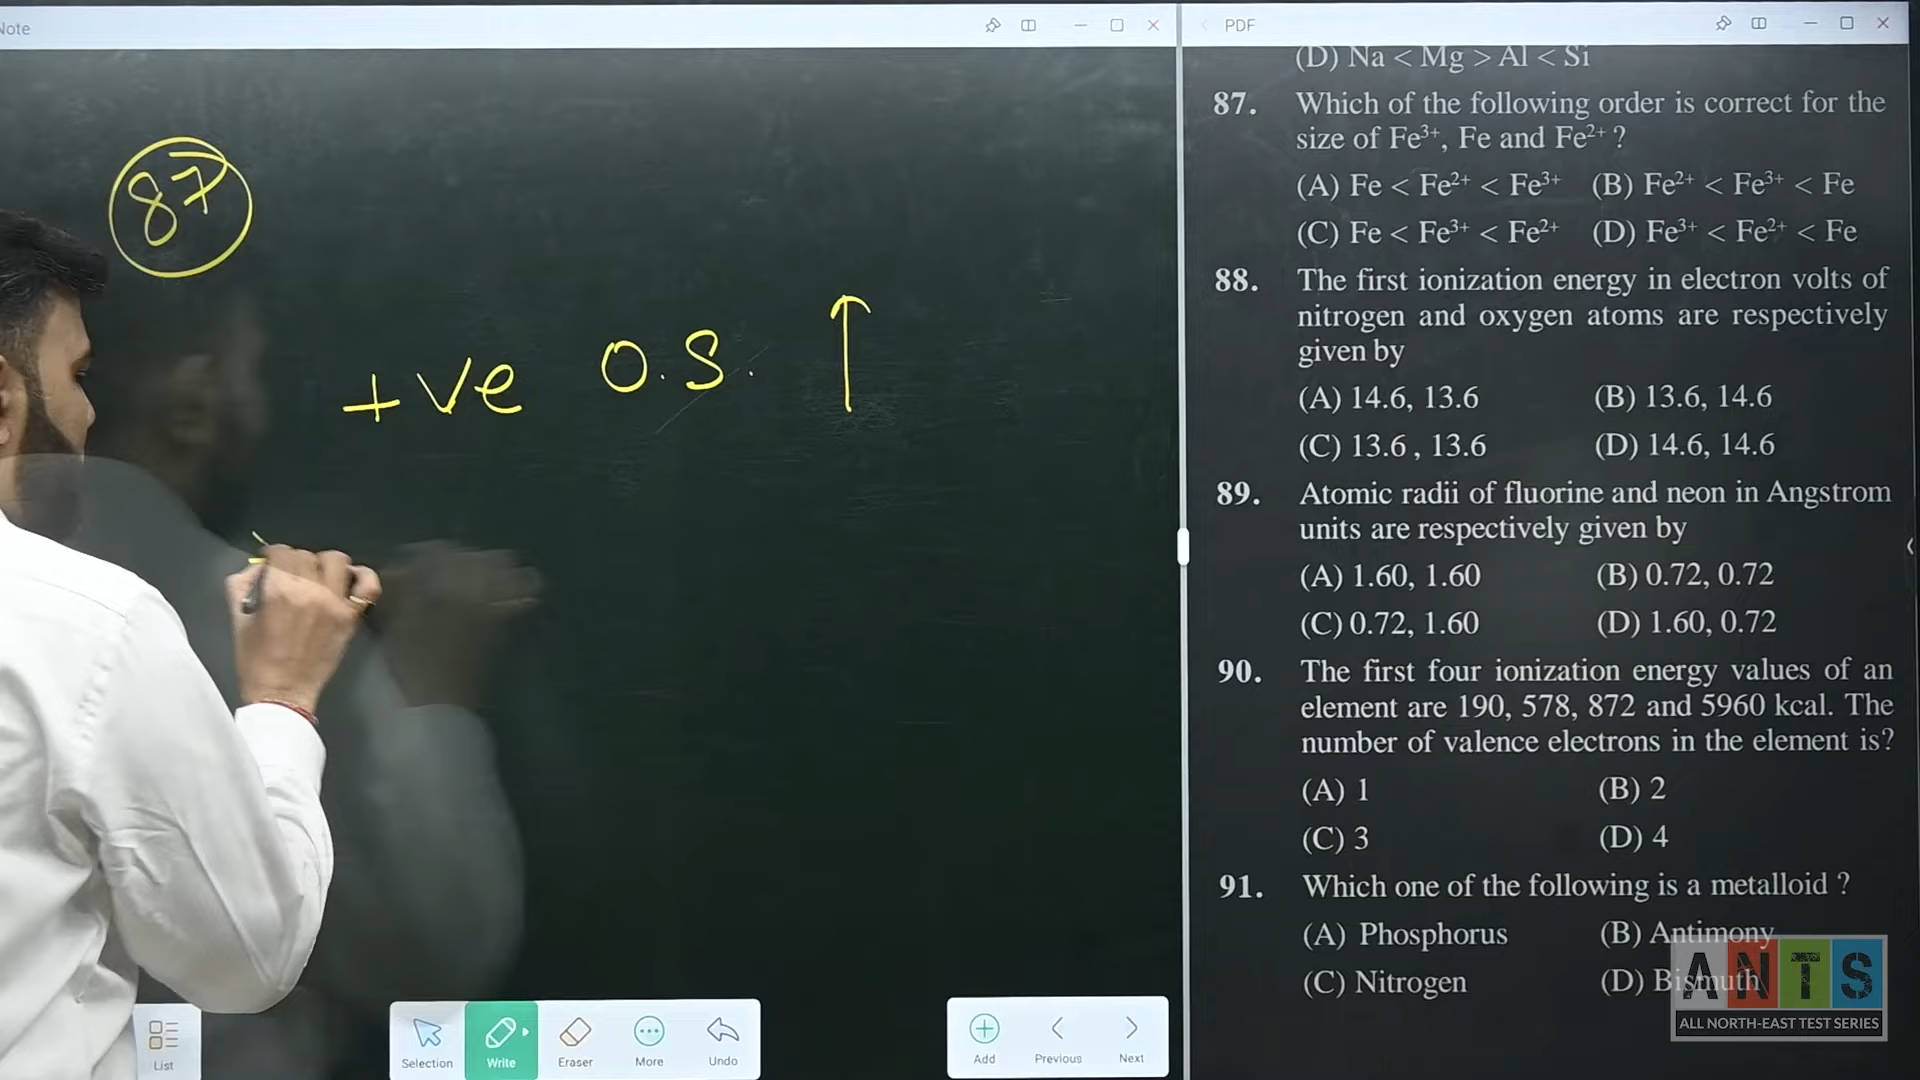 Note
PDF
87
+ve O.S. ↑
(D) Na < Mg > Al < Si
87. Which of the following order is correct for the
size of Fe³⁺, Fe and Fe²⁺ ?
(A) Fe < Fe²⁺ < Fe³⁺ (B) Fe²⁺ < Fe³⁺ < Fe
(C) Fe < Fe³⁺ < Fe²⁺ (D) Fe³⁺ < Fe²⁺ < Fe
88. The first ionization energy in electron volts of
nitrogen and oxygen atoms are respectively
given by
(A) 14.6, 13.6 (B) 13.6, 14.6
(C) 13.6 , 13.6 (D) 14.6, 14.6
89. Atomic radii of fluorine and neon in Angstrom
units are respectively given by
(A) 1.60, 1.60 (B) 0.72, 0.72
(C) 0.72, 1.60 (D) 1.60, 0.72
90. The first four ionization energy values of an
element are 190, 578, 872 and 5960 kcal. The
number of valence electrons in the element is?
(A) 1 (B) 2
(C) 3 (D) 4
91. Which one of the following is a metalloid ?
(A) Phosphorus (B) Antimony
(C) Nitrogen (D) Bismuth
ANTS
ALL NORTH-EAST TEST SERIES
List Selection Write Eraser More Undo Add Previous Next